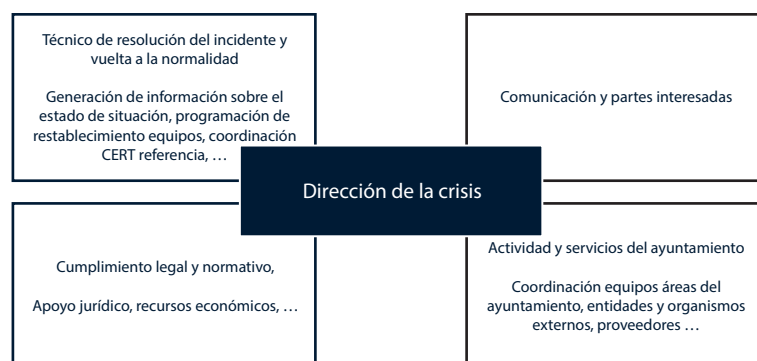 Técnico de resolución del incidente y
vuelta a la normalidad
Generación de información sobre el
estado de situación, programación de
restablecimiento equipos, coordinación
CERT referencia, …
Comunicación y partes interesadas
Dirección de la crisis
Cumplimiento legal y normativo,
Apoyo jurídico, recursos económicos, …
Actividad y servicios del ayuntamiento
Coordinación equipos áreas del
ayuntamiento, entidades y organismos
externos, proveedores …